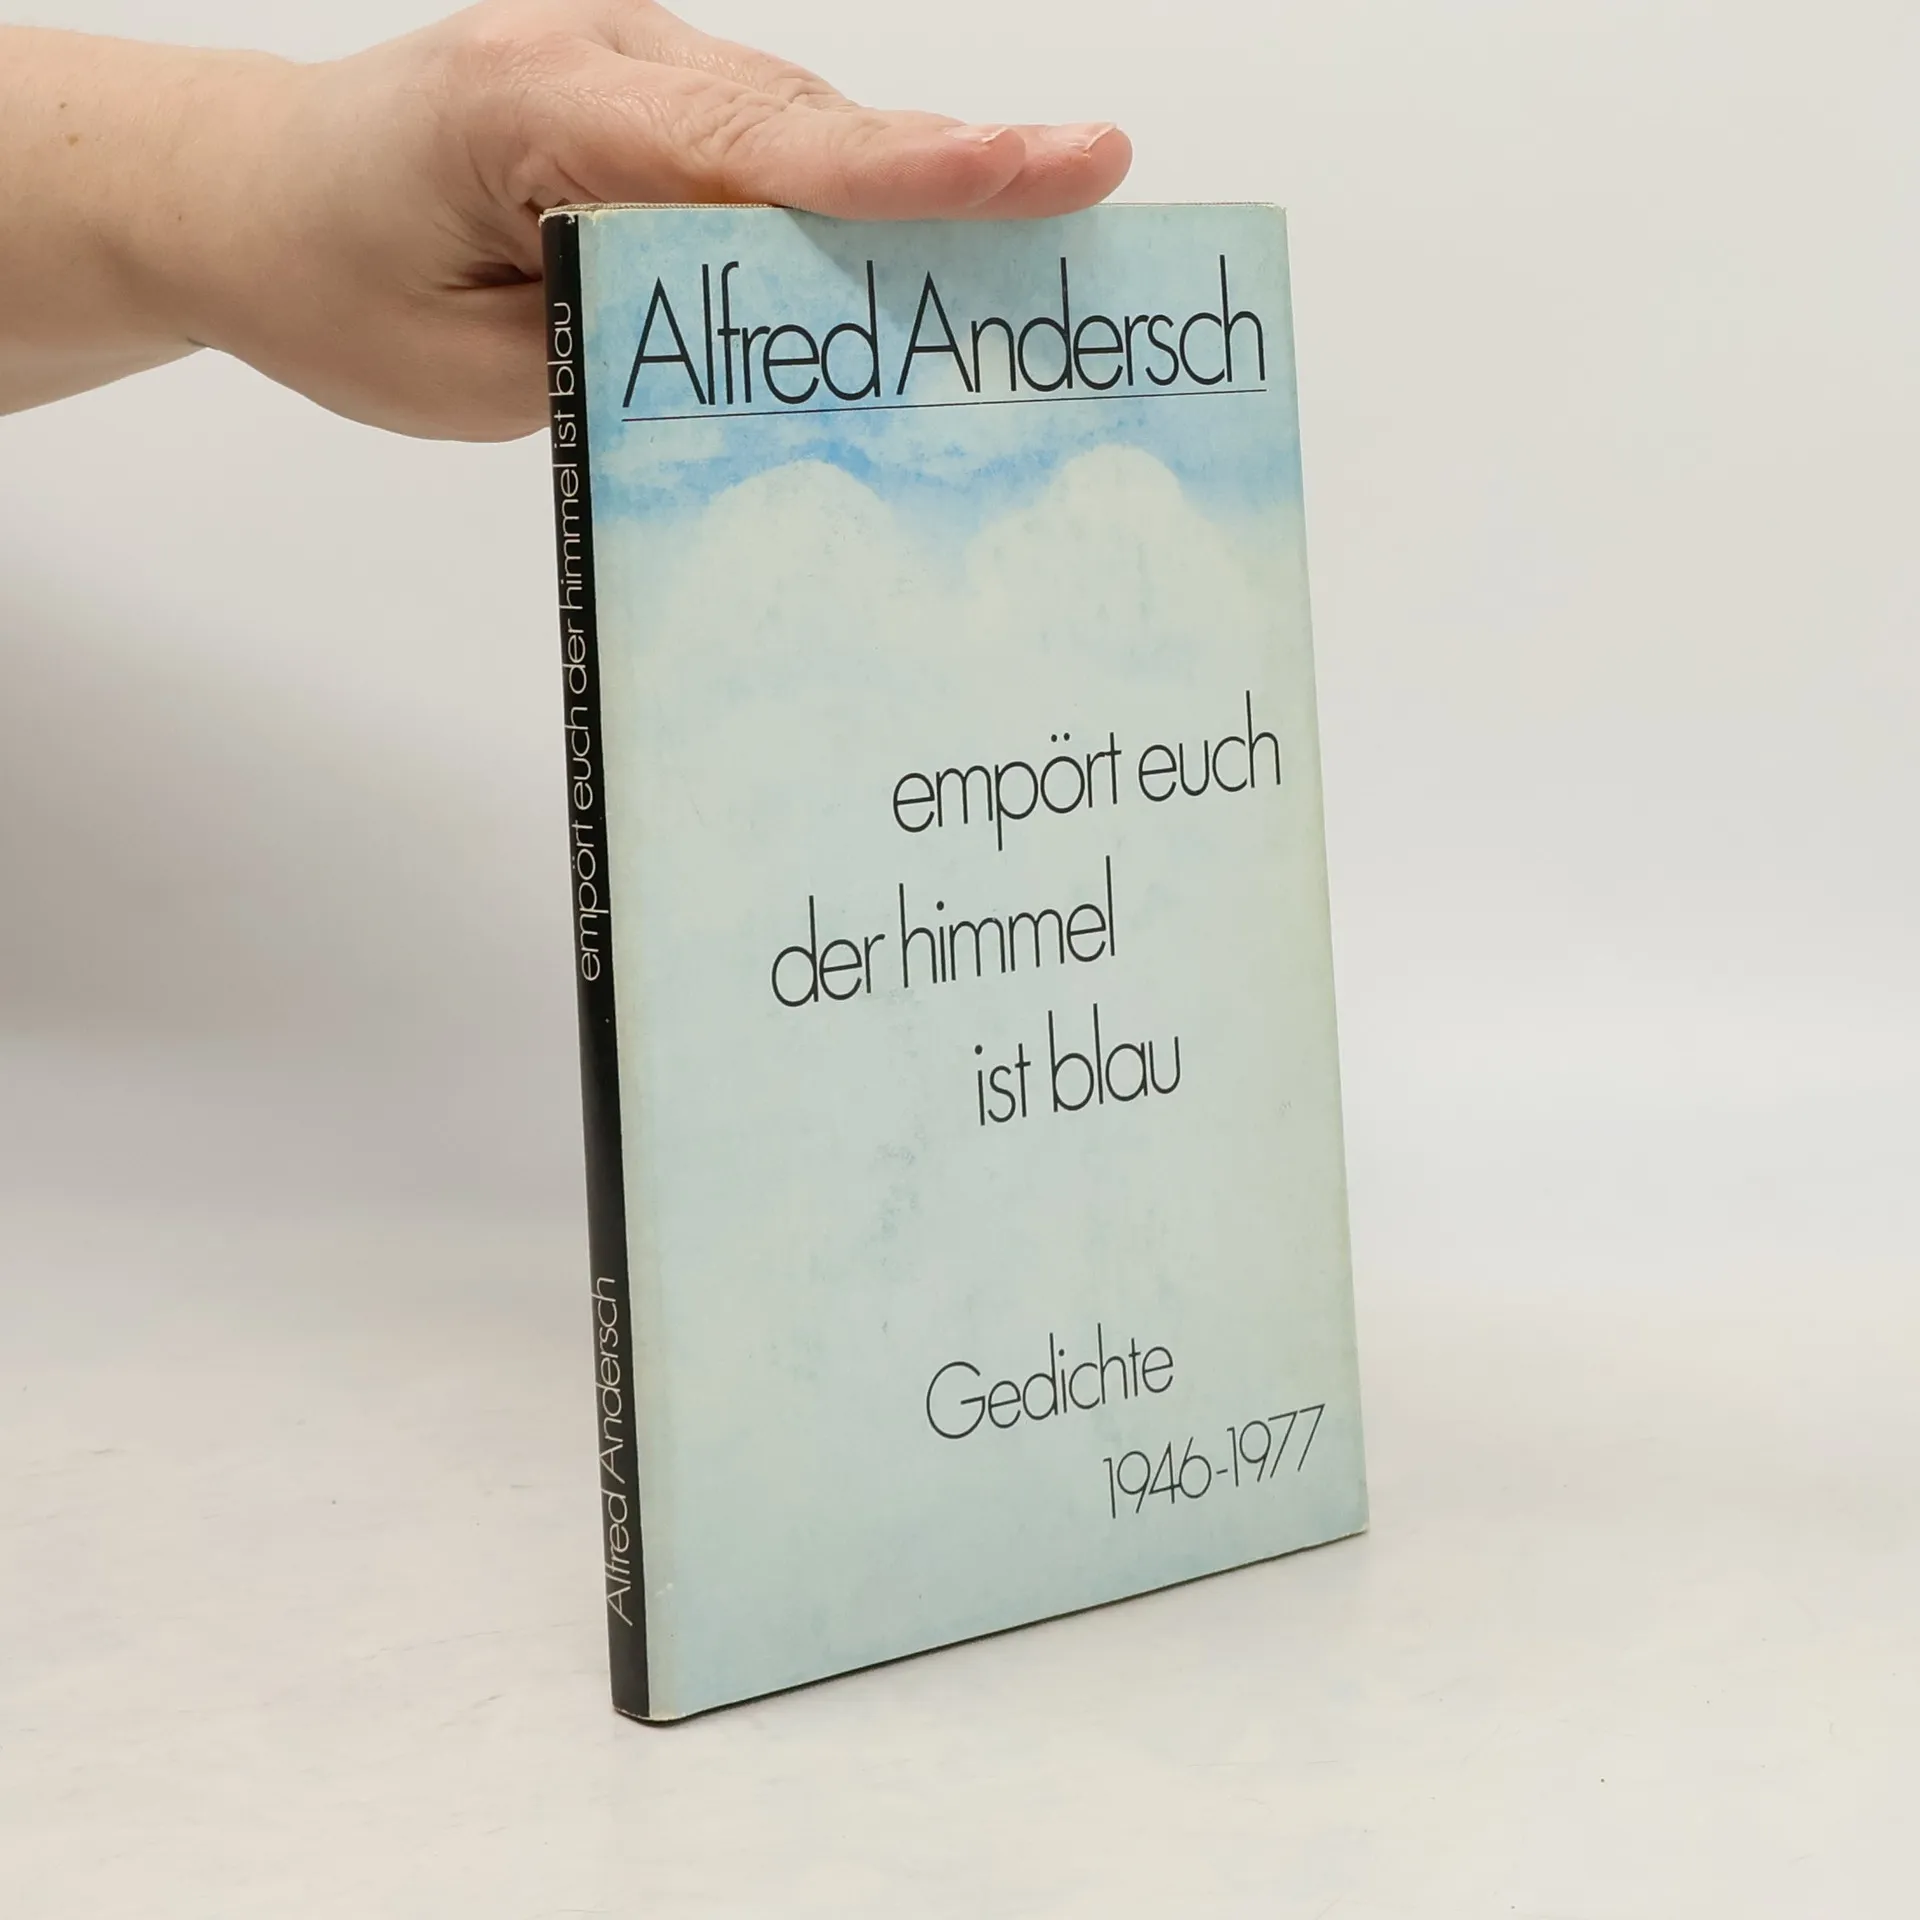 Alfred Andersch
empört euch
der himmel
ist blau
Gedichte
1946-1977
Alfred Andersch empört euch der himmel ist blau